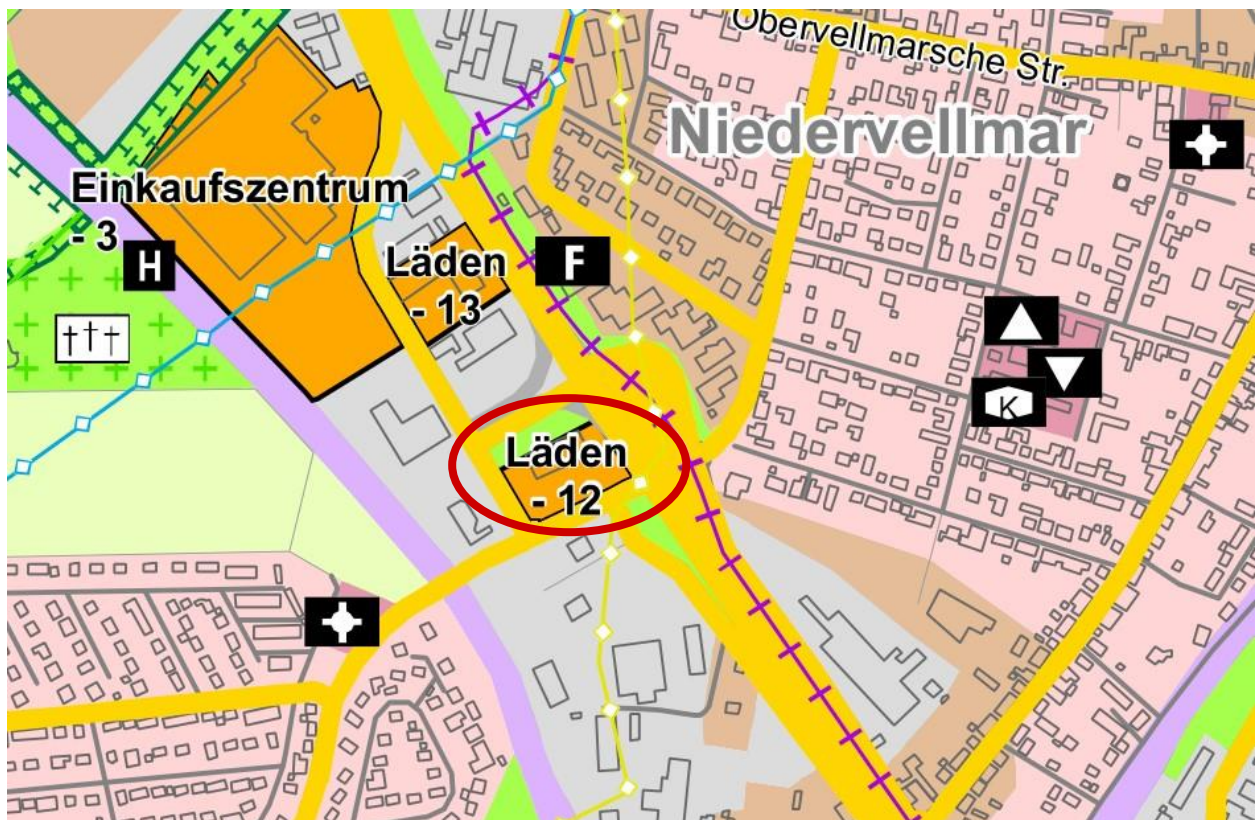 Obervellmarsche Str.
Niedervellmar
Einkaufszentrum
- 3
H
Läden
- 13
F
K
Läden
- 12